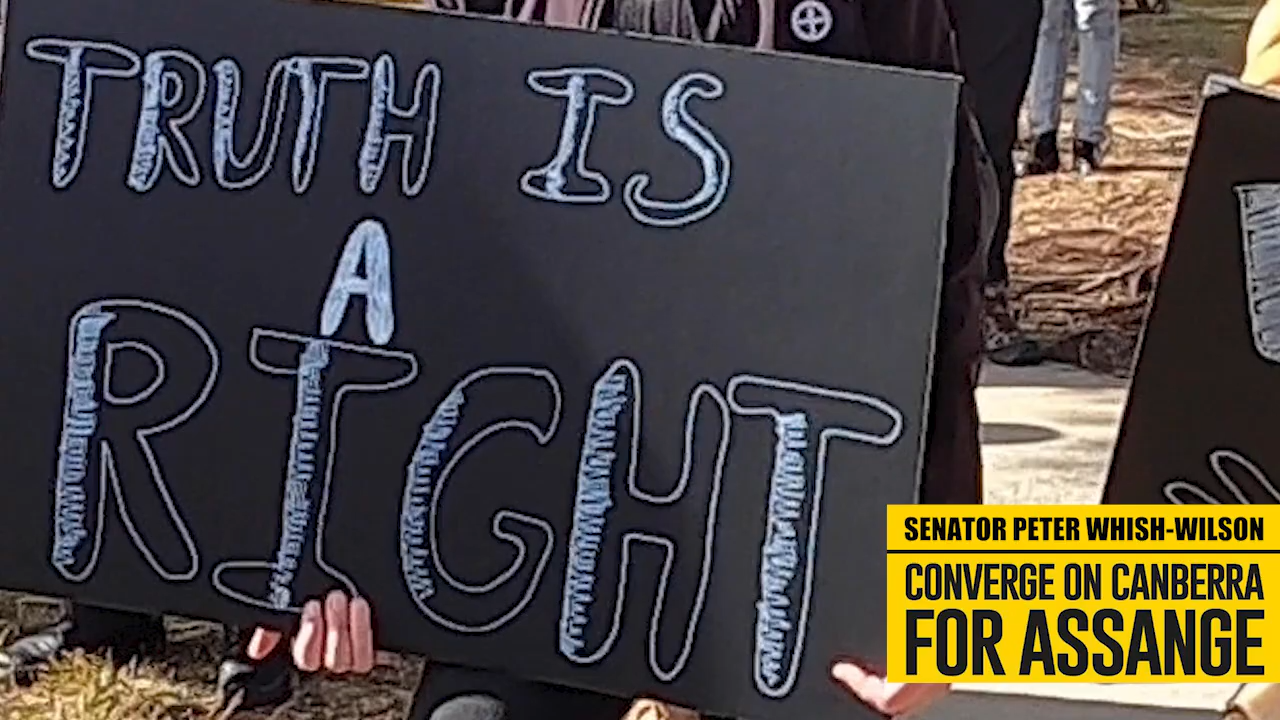 TRUTH IS
A
RIGHT
SENATOR PETER WHISH-WILSON
CONVERGE ON CANBERRA
FOR ASSANGE